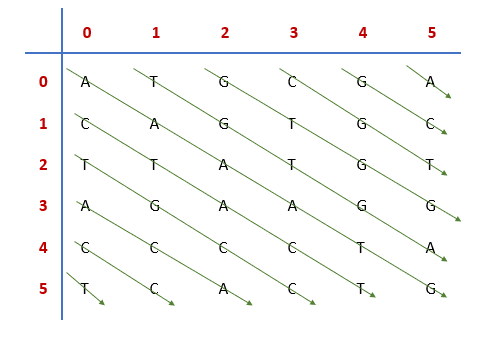 0 1 2 3 4 5
0 A T G C G A
1 C A G T G C
2 T T A T G T
3 A G A A G G
4 C C C C T A
5 T C A C T G